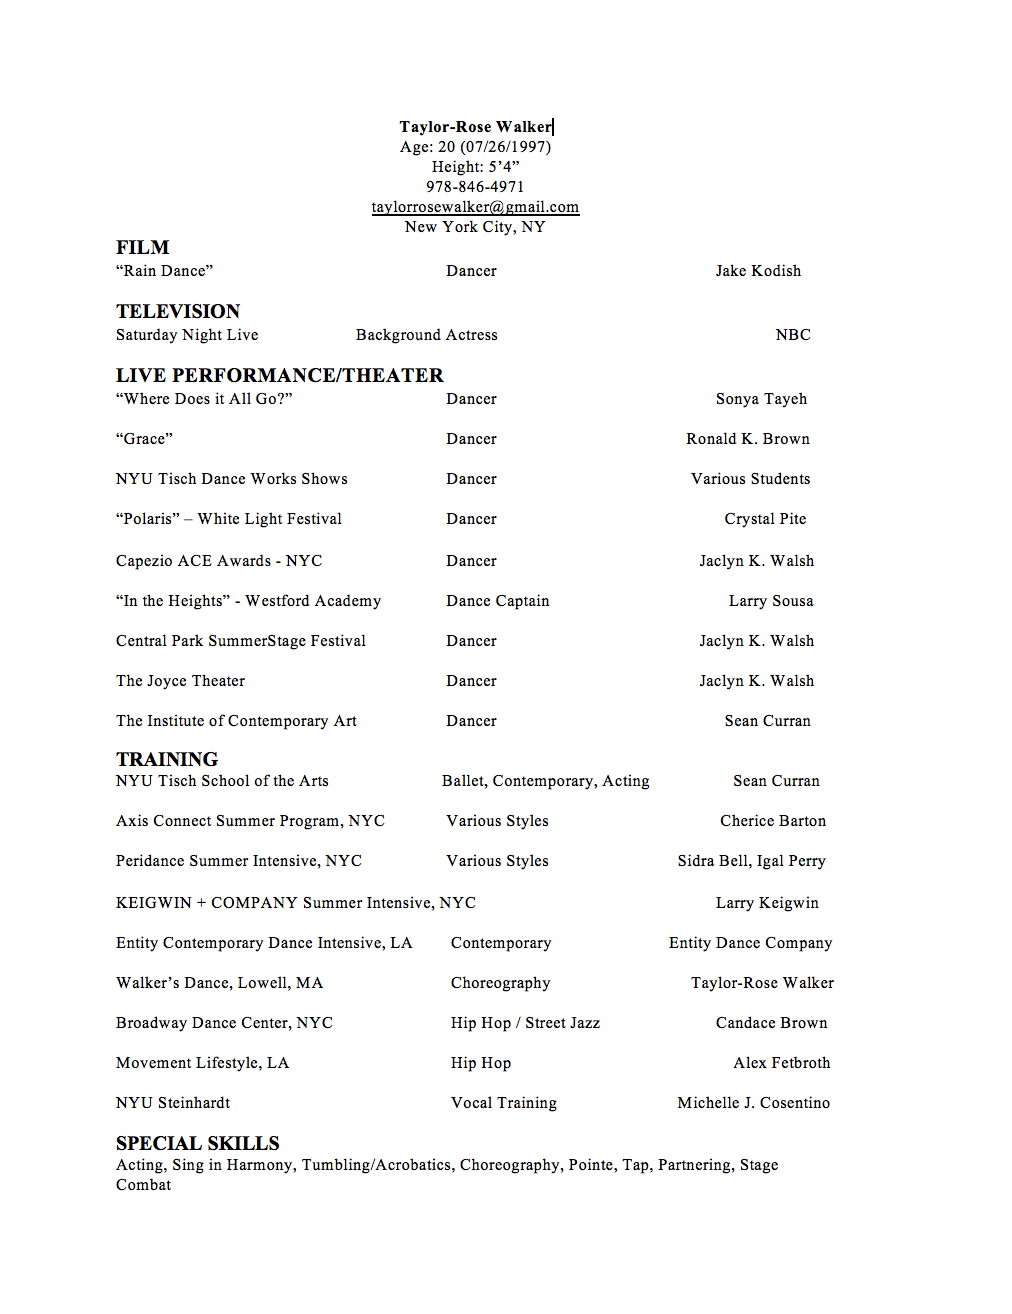 Taylor-Rose Walker
Age: 20 (07/26/1997)
Height: 5’4”
978-846-4971
taylorrosewalker@gmail.com
New York City, NY
FILM
“Rain Dance” Dancer Jake Kodish
TELEVISION
Saturday Night Live Background Actress NBC
LIVE PERFORMANCE/THEATER
“Where Does it All Go?” Dancer Sonya Tayeh
“Grace” Dancer Ronald K. Brown
NYU Tisch Dance Works Shows Dancer Various Students
“Polaris” – White Light Festival Dancer Crystal Pite
Capezio ACE Awards - NYC Dancer Jaclyn K. Walsh
“In the Heights” - Westford Academy Dance Captain Larry Sousa
Central Park SummerStage Festival Dancer Jaclyn K. Walsh
The Joyce Theater Dancer Jaclyn K. Walsh
The Institute of Contemporary Art Dancer Sean Curran
TRAINING
NYU Tisch School of the Arts Ballet, Contemporary, Acting Sean Curran
Axis Connect Summer Program, NYC Various Styles Cherice Barton
Peridance Summer Intensive, NYC Various Styles Sidra Bell, Igal Perry
KEIGWIN + COMPANY Summer Intensive, NYC Larry Keigwin
Entity Contemporary Dance Intensive, LA Contemporary Entity Dance Company
Walker’s Dance, Lowell, MA Choreography Taylor-Rose Walker
Broadway Dance Center, NYC Hip Hop / Street Jazz Candace Brown
Movement Lifestyle, LA Hip Hop Alex Fetbroth
NYU Steinhardt Vocal Training Michelle J. Cosentino
SPECIAL SKILLS
Acting, Sing in Harmony, Tumbling/Acrobatics, Choreography, Pointe, Tap, Partnering, Stage
Combat